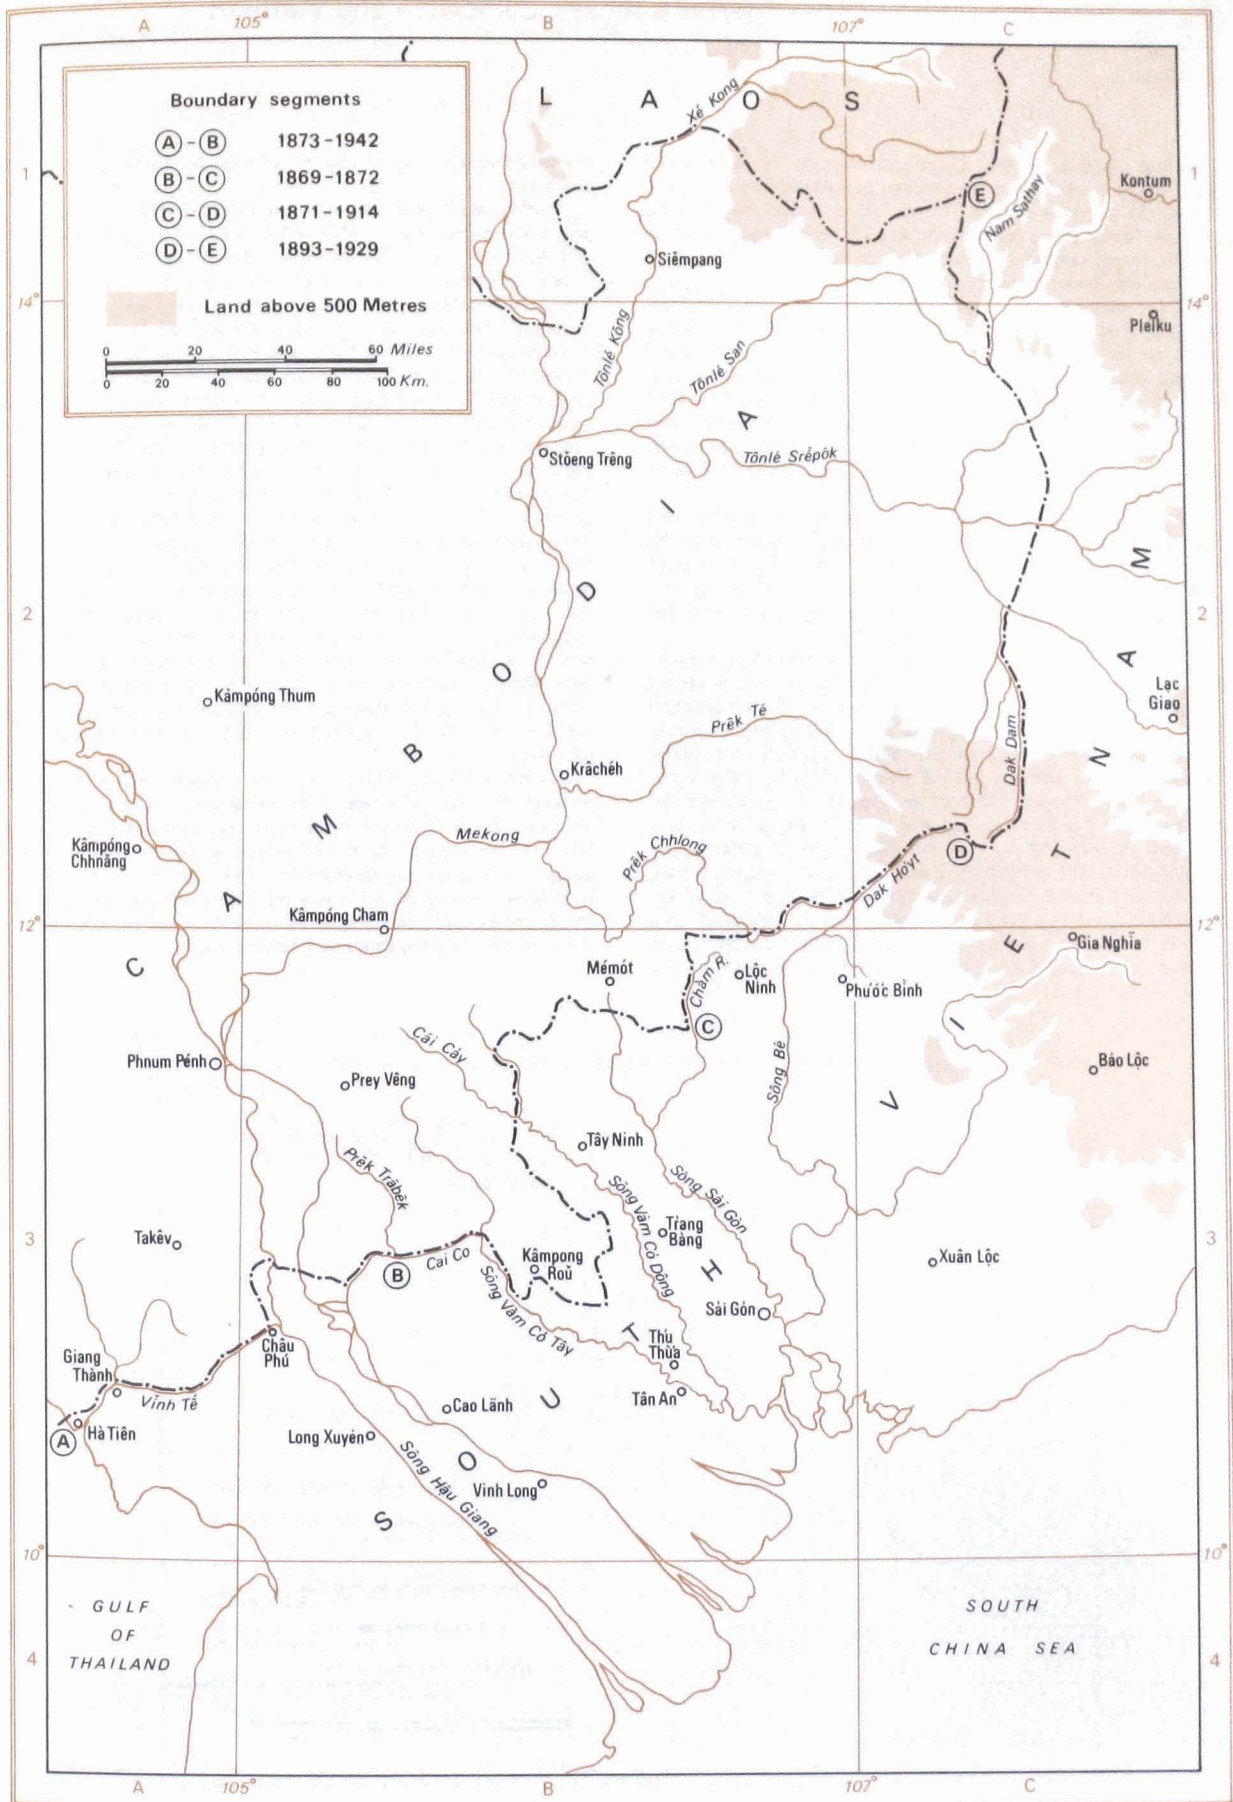 A 105° B 107° C
Boundary segments
A - B 1873-1942
B - C 1869-1872
C - D 1871-1914
D - E 1893-1929
Land above 500 Metres
0 20 40 60 Miles
0 20 40 60 80 100 Km.
L A O S
Xé Kong
1
1
E
Kontum
Nam Sathay
Siěmpang
14°
14°
Pleiku
Tônlé Kông
Tônlé San
Stŏeng Trêng
Tônlé Srêpôk
C A M B O D I A
2
2
Kâmpóng Thum
Prêk Té
Krâchéh
Dak Dam
Lạc
Giao
Mekong
Kâmpóng
Chhnăng
Prêk Chhlong
D
Dak Hoyt
Kâmpóng Cham
12°
12°
Gia Nghĩa
Mémót
Chàm R.
Lộc
Ninh
Phước Bình
C
Cái Cáy
Phnum Pénh
Prey Vêng
Sông Bé
Bảo Lộc
Tây Ninh
Prêk Trâbêk
Sông Sài Gòn
Sông Vàm Cỏ Đông
Trảng
Bàng
3
3
Takêv
B
Cai Co
Kâmpong
Roŭ
Sông Vàm Cỏ Tây
Xuân Lộc
Sài Gòn
Châu
Phú
Thủ
Thừa
Giang
Thành
Vĩnh Tế
Tân An
A
Hà Tiên
Cao Lãnh
Long Xuyên
Vinh Long
Sông Hậu Giang
S O U T H V I E T N A M
10°
10°
GULF
OF
THAILAND
SOUTH
CHINA SEA
4
4
A 105° B 107° C